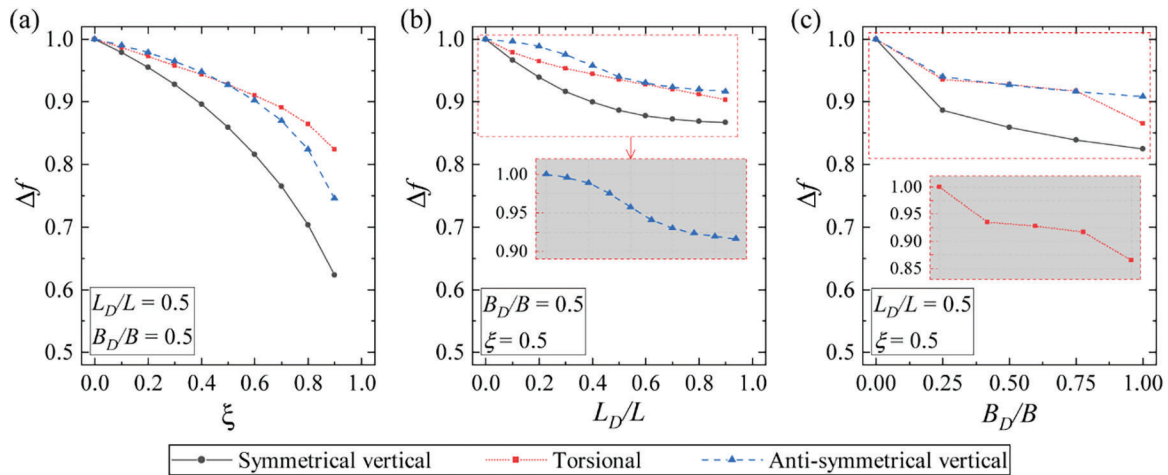 (a)
1.0
0.9
0.8
0.7
0.6
0.5
Δf
L_D/L = 0.5
B_D/B = 0.5
0.0 0.2 0.4 0.6 0.8 1.0
ξ
(b)
1.0
0.9
0.8
0.7
0.6
0.5
Δf
1.00
0.95
0.90
B_D/B = 0.5
ξ = 0.5
0.0 0.2 0.4 0.6 0.8 1.0
L_D/L
(c)
1.0
0.9
0.8
0.7
0.6
0.5
Δf
1.00
0.95
0.90
0.85
L_D/L = 0.5
ξ = 0.5
0.00 0.25 0.50 0.75 1.00
B_D/B
Symmetrical vertical Torsional Anti-symmetrical vertical